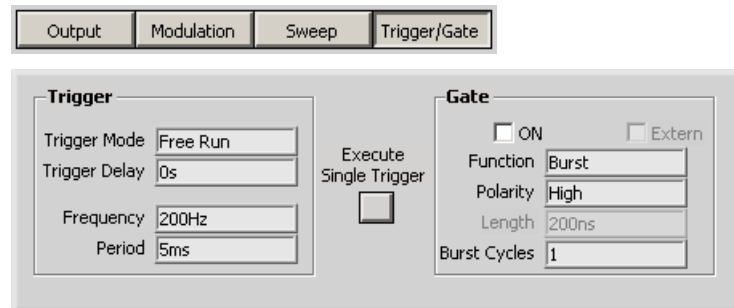 Output Modulation Sweep Trigger/Gate
Trigger
Trigger Mode Free Run
Trigger Delay 0s
Frequency 200Hz
Period 5ms
Execute
Single Trigger
Gate
ON Extern
Function Burst
Polarity High
Length 200ns
Burst Cycles 1